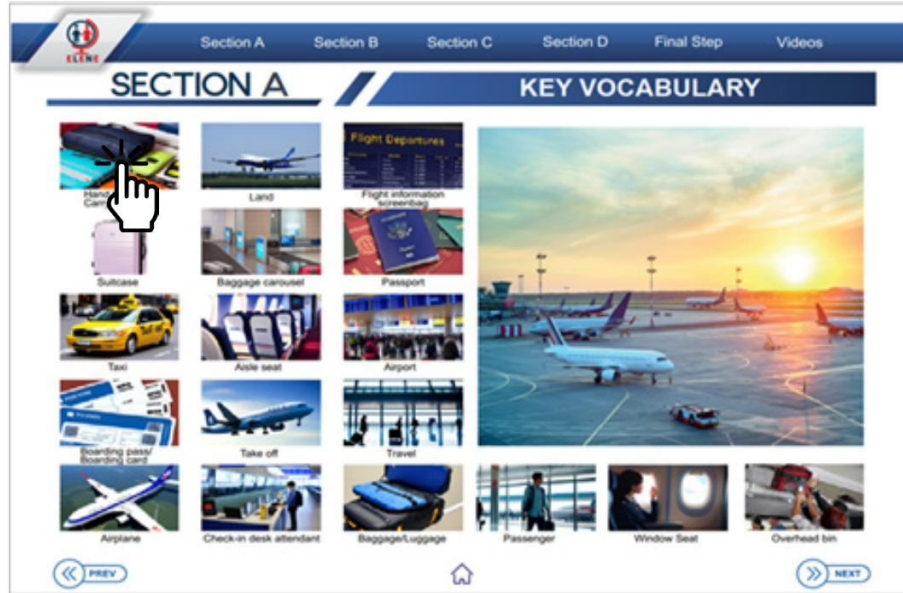 ELENE
Section A Section B Section C Section D Final Step Videos
SECTION A
KEY VOCABULARY
Hand
Carr
Land
Flight Departures
Flight information
screenbag
Suitcase
Baggage carousel
Passport
Taxi
Aisle seat
Airport
Boarding pass/
Boarding card
Take off
Travel
Airplane
Check-in desk attendant
Baggage/Luggage
Passenger
Window Seat
Overhead bin
PREV
NEXT